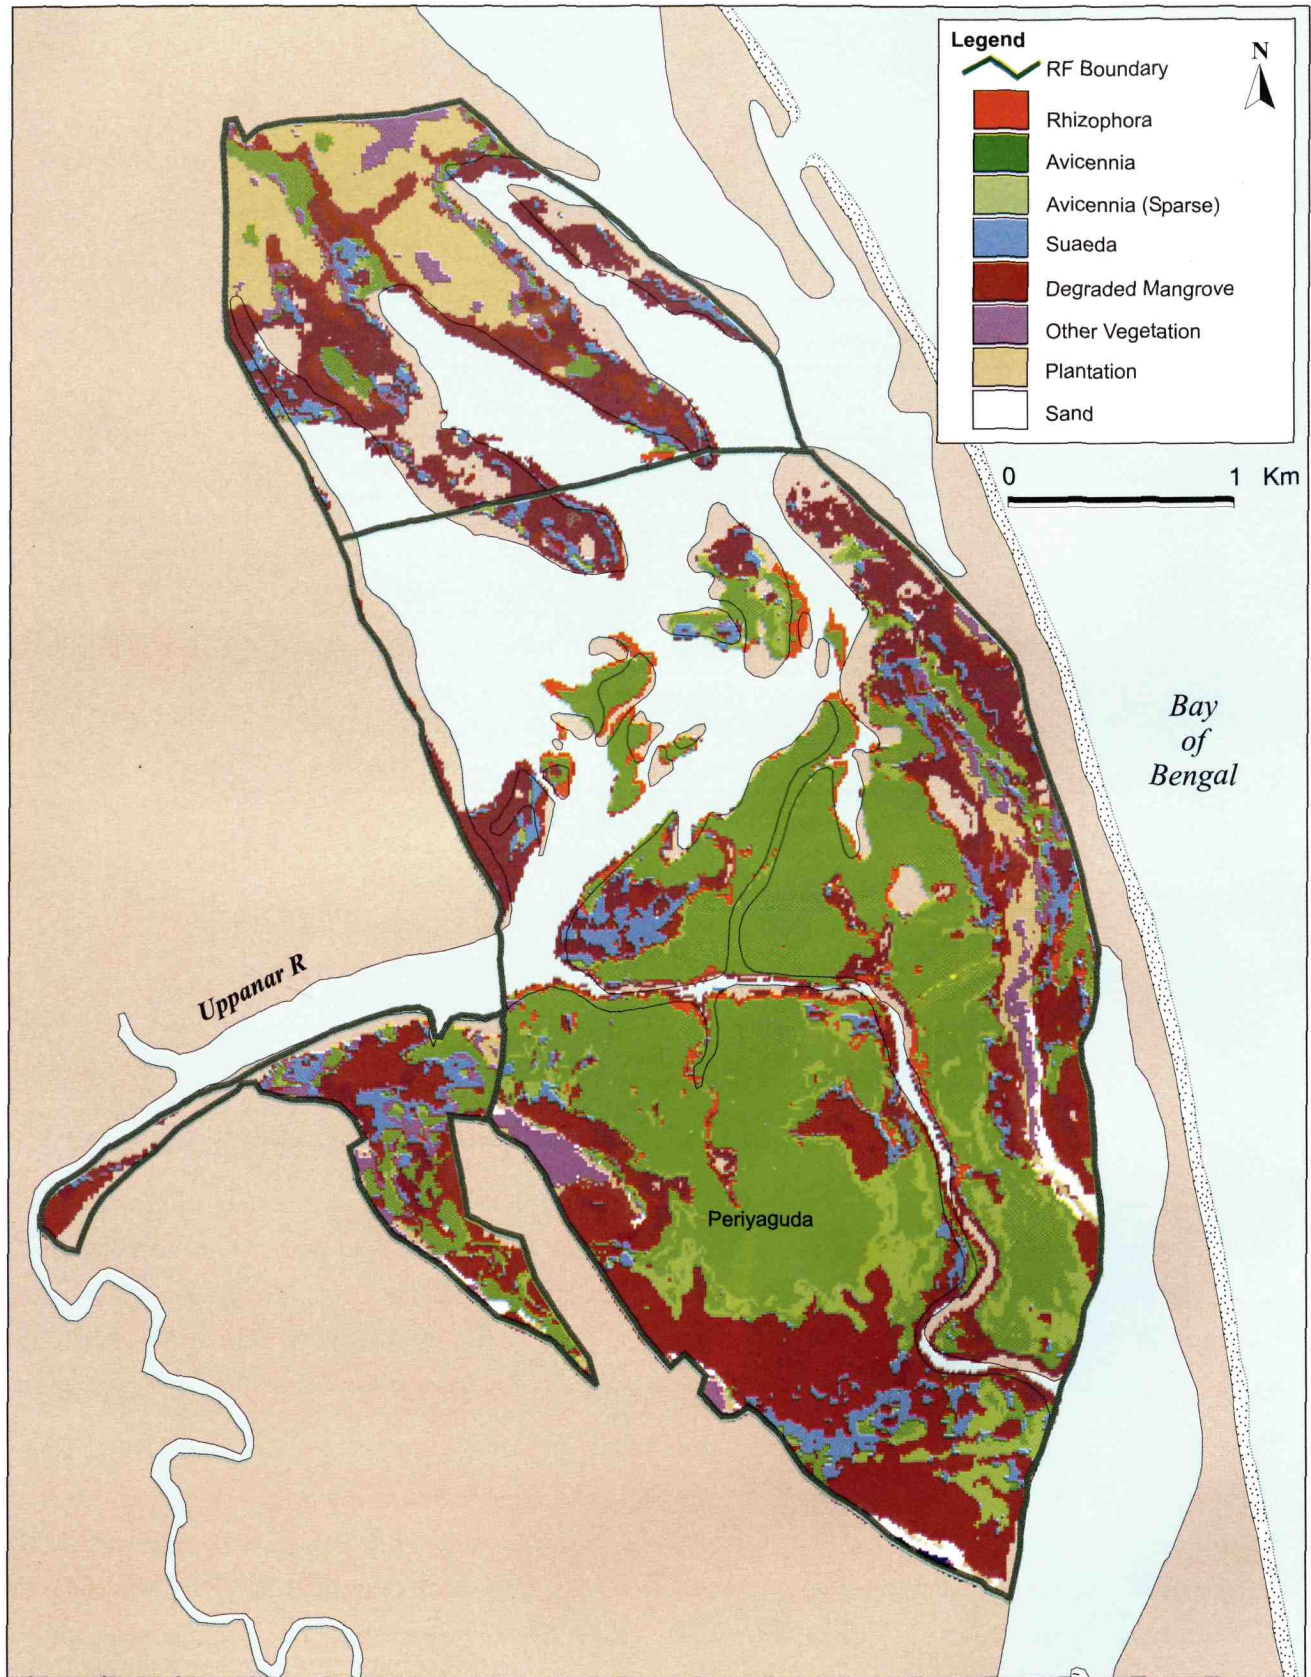 Legend
N
RF Boundary
Rhizophora
Avicennia
Avicennia (Sparse)
Suaeda
Degraded Mangrove
Other Vegetation
Plantation
Sand
0 1 Km
Bay
of
Bengal
Uppanar R
Periyaguda